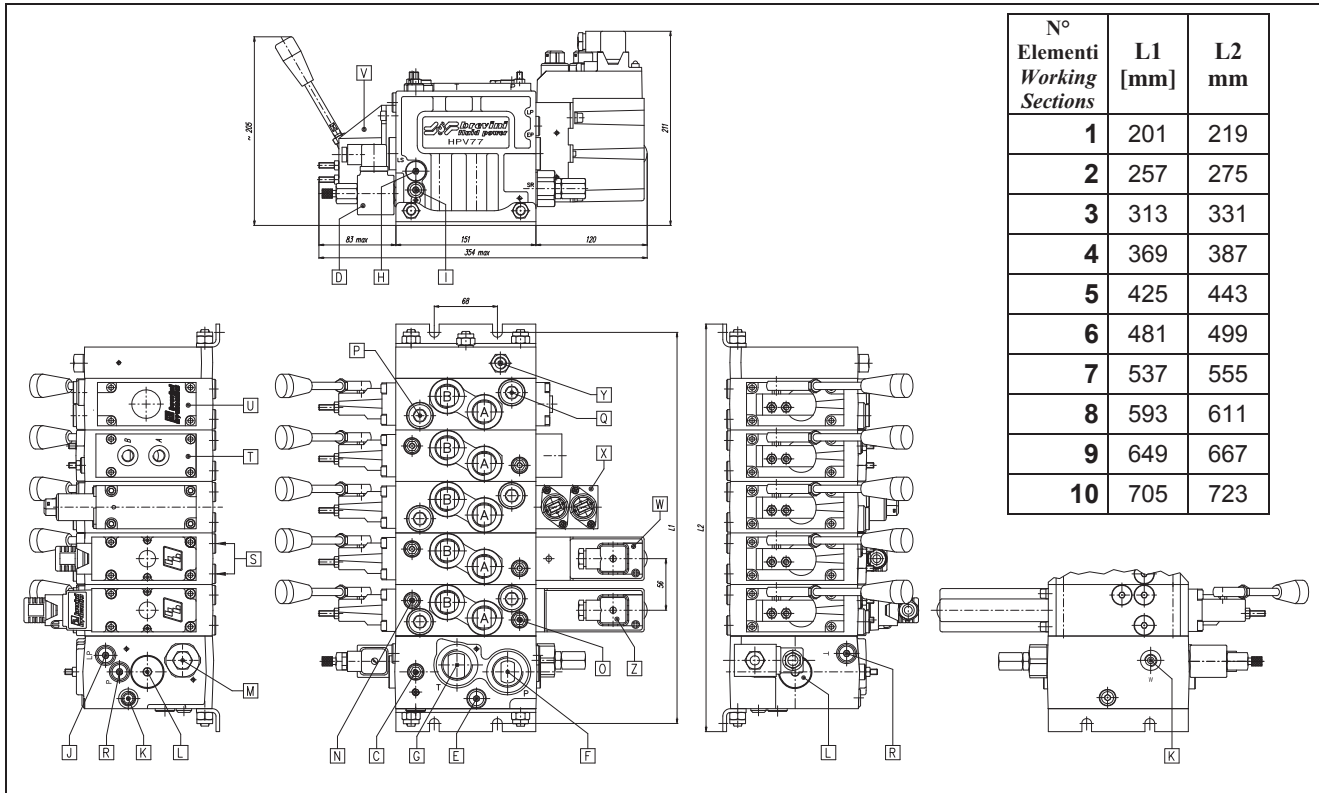 N°
Elementi
Working
Sections
L1
[mm]
L2
mm
1 201 219
2 257 275
3 313 331
4 369 387
5 425 443
6 481 499
7 537 555
8 593 611
9 649 667
10 705 723
~ 205
V
brevini
fluid power
HPV77
LS
LP
EP
SR
211
83 max
151
120
354 max
D
H
I
68
P
Y
Q
B
A
B
A
X
B
A
W
B
A
56
B
A
L1
L2
U
B
A
T
S
LP
P
M
J
R
K
L
T
P
O
Z
N
C
G
E
F
T
L
R
K